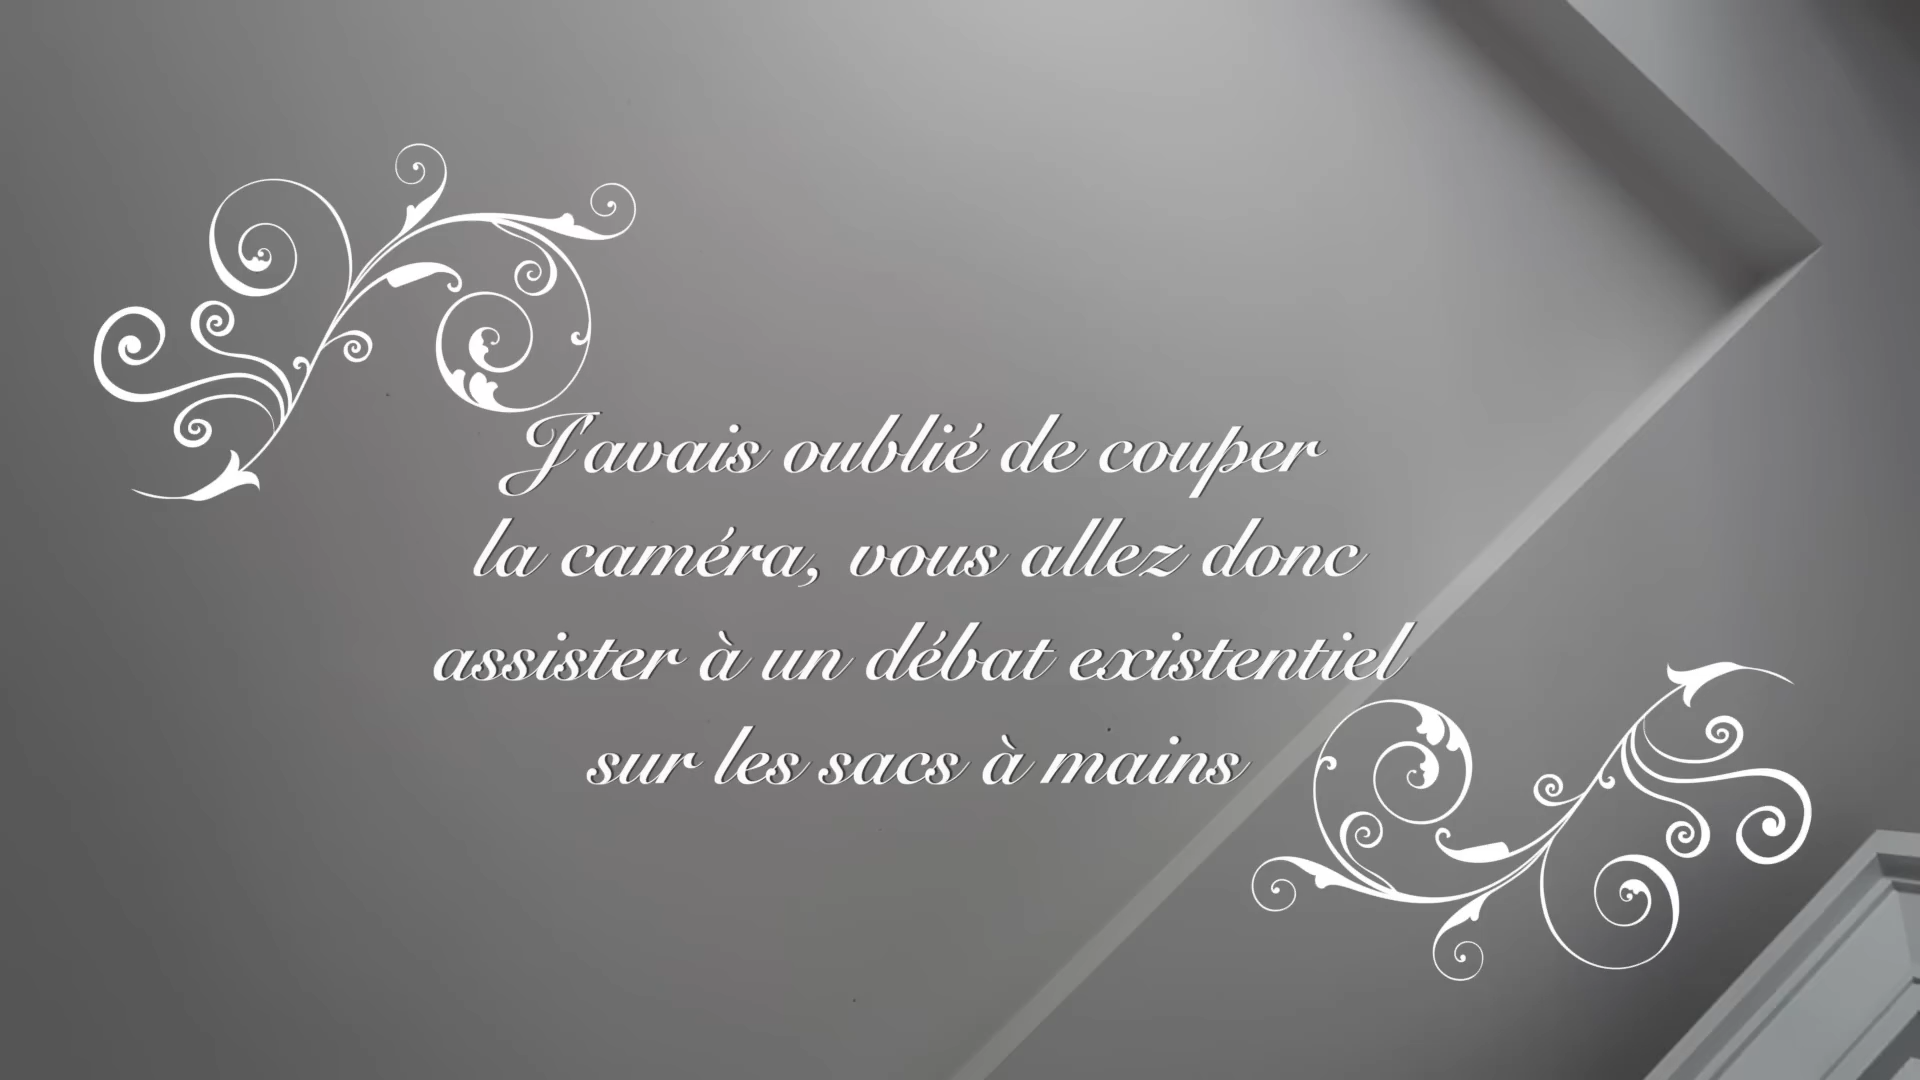 J'avais oublié de couper
la caméra, vous allez donc
assister à un débat existentiel
sur les sacs à mains